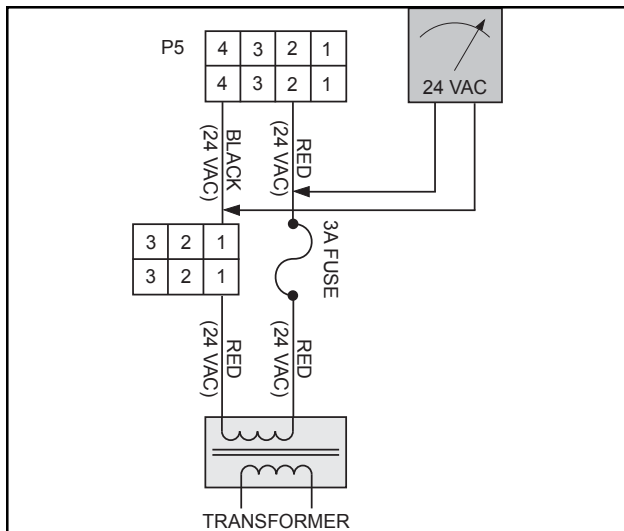 P5
4 3 2 1
4 3 2 1
24 VAC
BLACK
(24 VAC)
RED
(24 VAC)
3 2 1
3 2 1
3A FUSE
RED
(24 VAC)
RED
(24 VAC)
TRANSFORMER